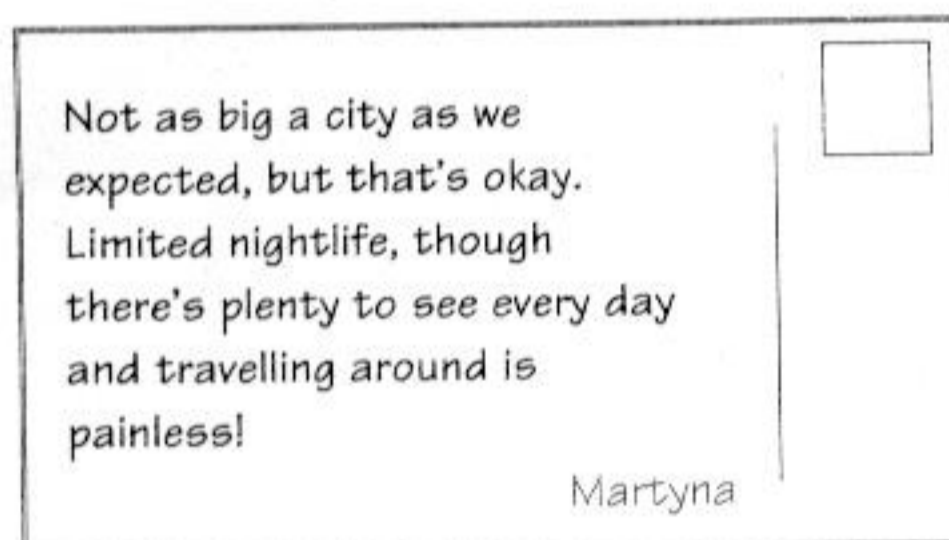 Not as big a city as we
expected, but that's okay.
Limited nightlife, though
there's plenty to see every day
and travelling around is
painless!
Martyna